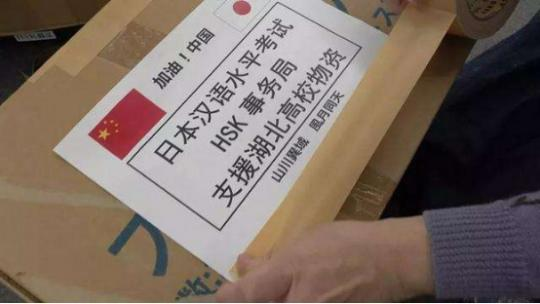 加油！中国
日本汉语水平考试
HSK 事务局
支援湖北高校物资
山川異域 風月同天